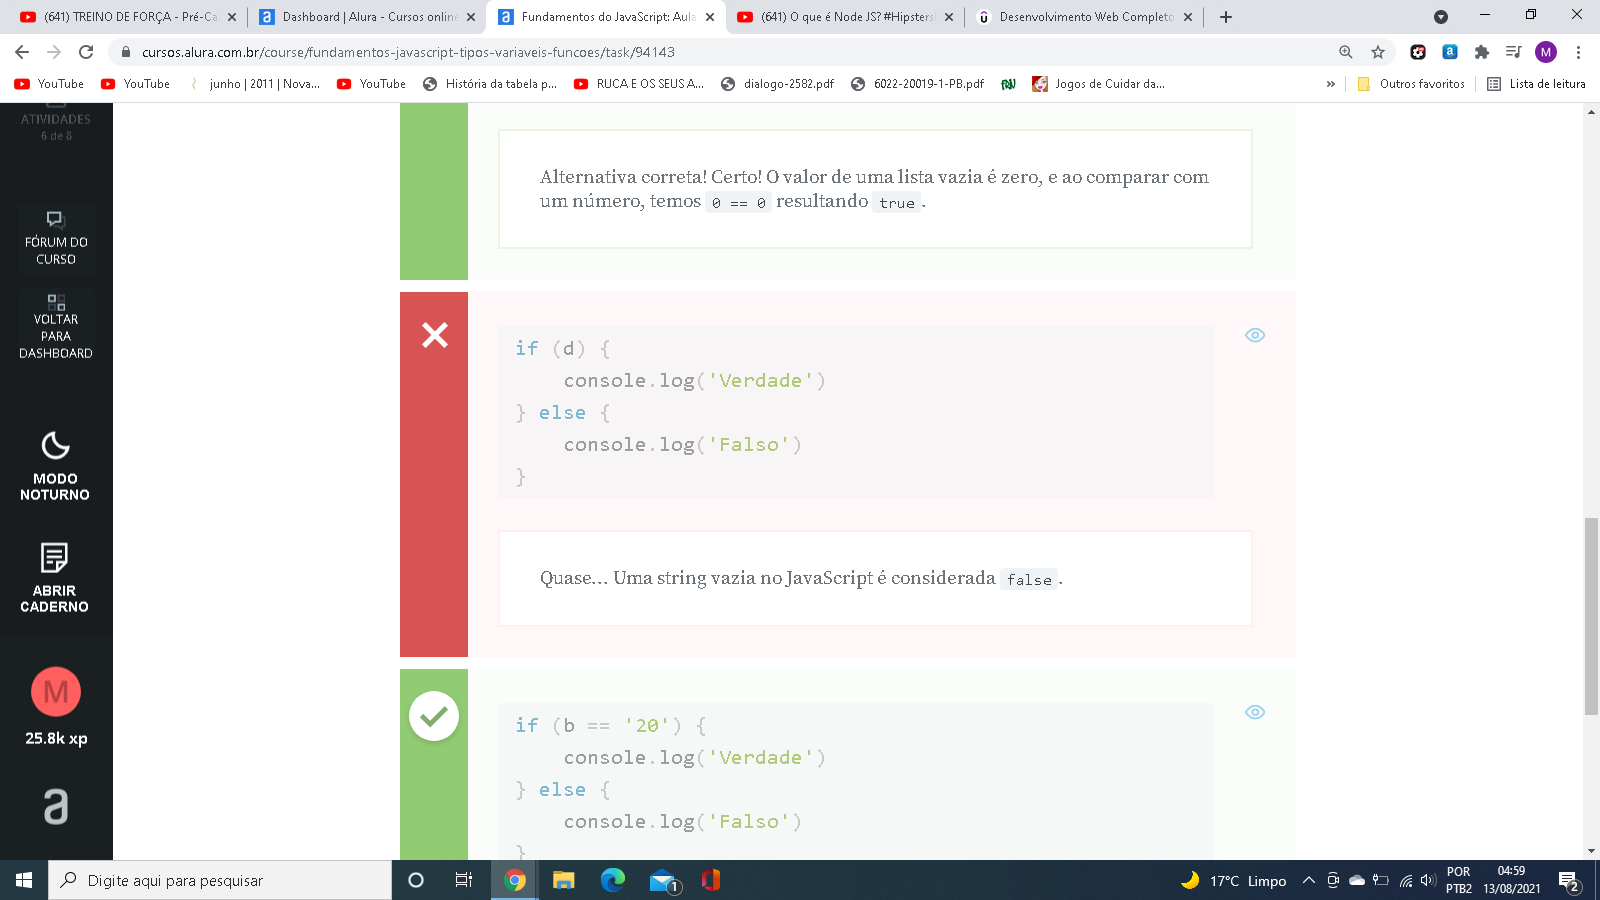 (641) TREINO DE FORÇA - Pré-Ca
Dashboard | Alura - Cursos online
Fundamentos do JavaScript: Aula
(641) O que é Node JS? #Hipsters
Desenvolvimento Web Completo
cursos.alura.com.br/course/fundamentos-javascript-tipos-variaveis-funcoes/task/94143
M
YouTube
YouTube
junho | 2011 | Nova...
YouTube
História da tabela p...
RUCA E OS SEUS A...
dialogo-2582.pdf
6022-20019-1-PB.pdf
Jogos de Cuidar da...
»
Outros favoritos
Lista de leitura
ATIVIDADES
6 de 8
FÓRUM DO
CURSO
VOLTAR
PARA
DASHBOARD
MODO
NOTURNO
ABRIR
CADERNO
M
25.8k xp
a
Alternativa correta! Certo! O valor de uma lista vazia é zero, e ao comparar com
um número, temos 0 == 0 resultando true.
if (d) {
    console.log('Verdade')
} else {
    console.log('Falso')
}
Quase... Uma string vazia no JavaScript é considerada false.
if (b == '20') {
    console.log('Verdade')
} else {
    console.log('Falso')
}
Digite aqui para pesquisar
1
17°C Limpo
POR
PTB2
04:59
13/08/2021
2